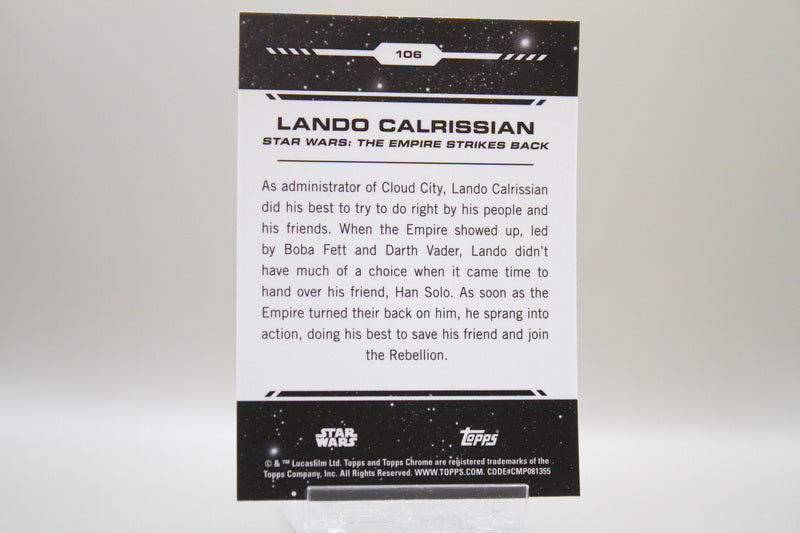 106
LANDO CALRISSIAN
STAR WARS: THE EMPIRE STRIKES BACK
As administrator of Cloud City, Lando Calrissian
did his best to try to do right by his people and
his friends. When the Empire showed up, led
by Boba Fett and Darth Vader, Lando didn't
have much of a choice when it came time to
hand over his friend, Han Solo. As soon as the
Empire turned their back on him, he sprang into
action, doing his best to save his friend and join
the Rebellion.
STAR WARS
Topps
© & ™ Lucasfilm Ltd. Topps and Topps Chrome are registered trademarks of the
Topps Company, Inc. All Rights Reserved. WWW.TOPPS.COM. CODE#CMP081355